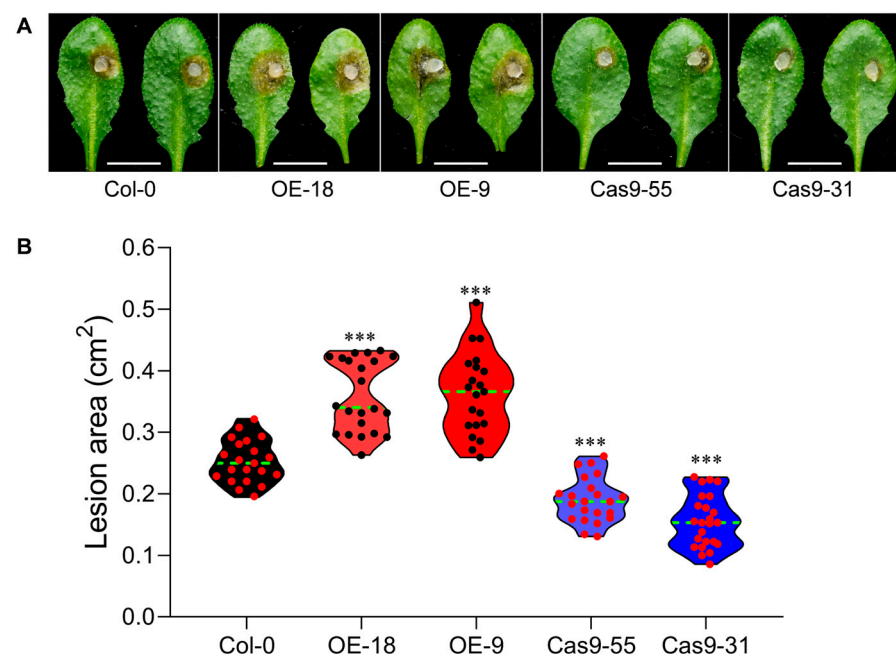 A
Col-0 OE-18 OE-9 Cas9-55 Cas9-31
B
Lesion area (cm²)
0.6
0.5
0.4
0.3
0.2
0.1
0.0
*** *** *** ***
Col-0 OE-18 OE-9 Cas9-55 Cas9-31